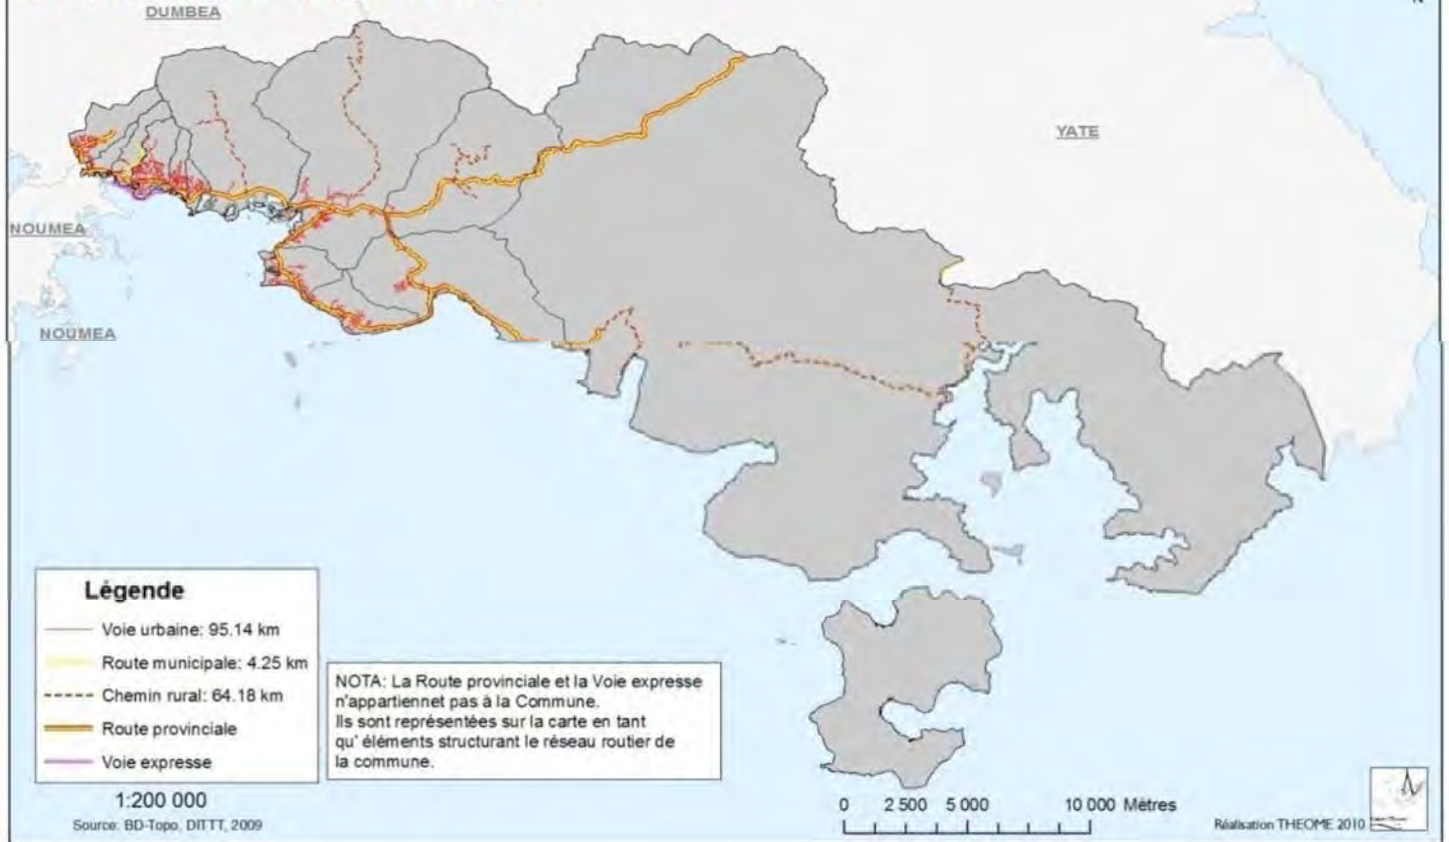 N
DUMBEA
YATE
NOUMEA
NOUMEA
Légende
Voie urbaine: 95.14 km
Route municipale: 4.25 km
Chemin rural: 64.18 km
Route provinciale
Voie expresse
NOTA: La Route provinciale et la Voie expresse
n'appartiennet pas à la Commune.
Ils sont représentées sur la carte en tant
qu' éléments structurant le réseau routier de
la commune.
1:200 000
Source: BD-Topo, DITTT, 2009
0 2 500 5 000 10 000 Mètres
Réalisation THEOME 2010